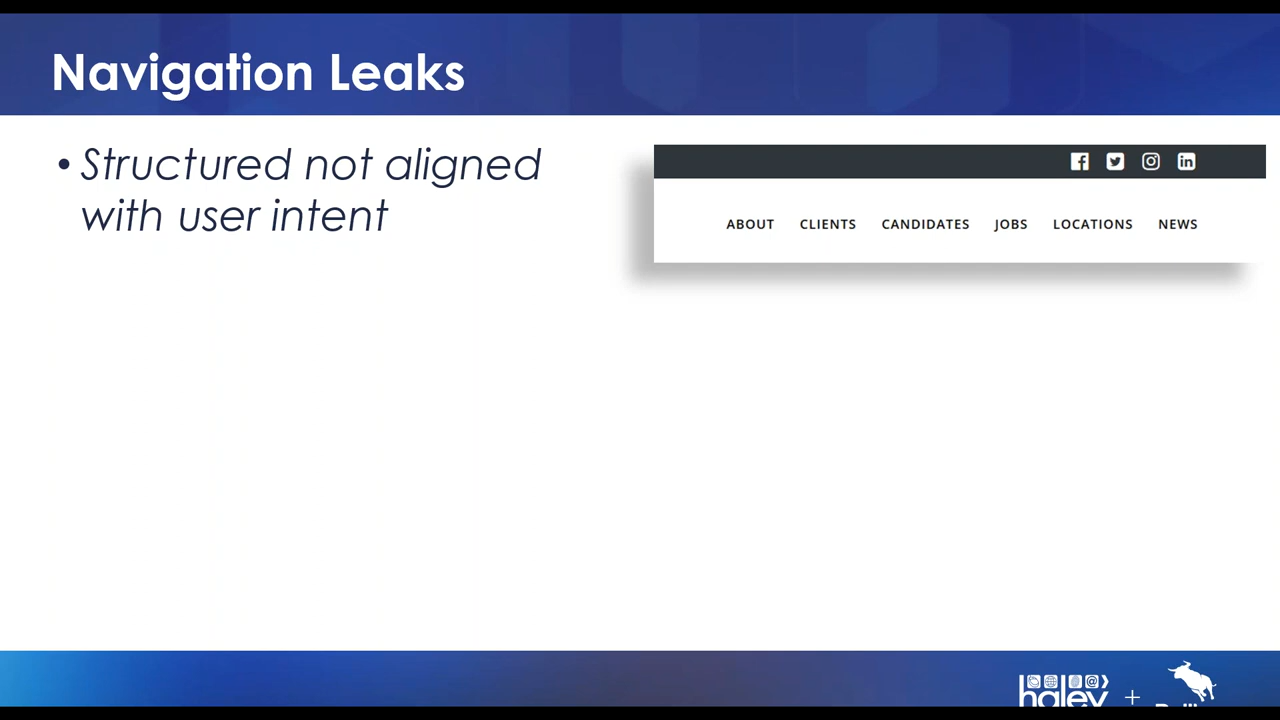 Navigation Leaks
• Structured not aligned
with user intent
ABOUT CLIENTS CANDIDATES JOBS LOCATIONS NEWS
haley +